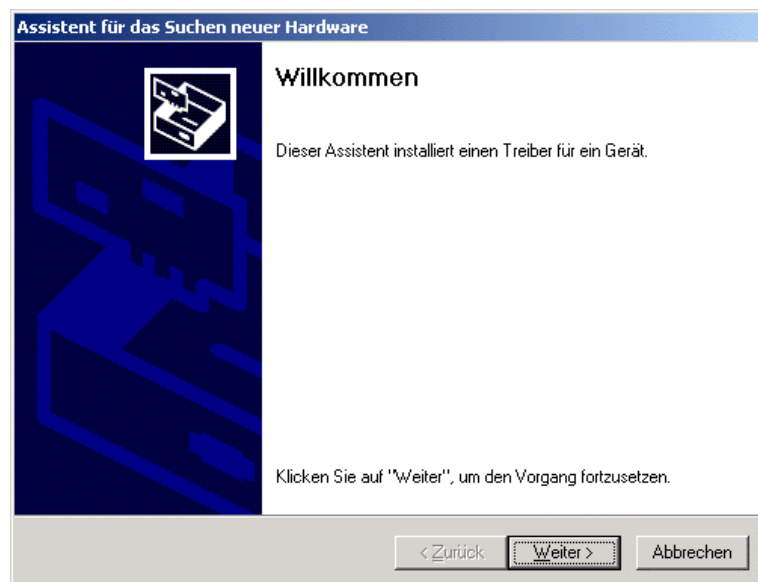 Assistent für das Suchen neuer Hardware
Willkommen
Dieser Assistent installiert einen Treiber für ein Gerät.
Klicken Sie auf "Weiter", um den Vorgang fortzusetzen.
< Zurück Weiter > Abbrechen